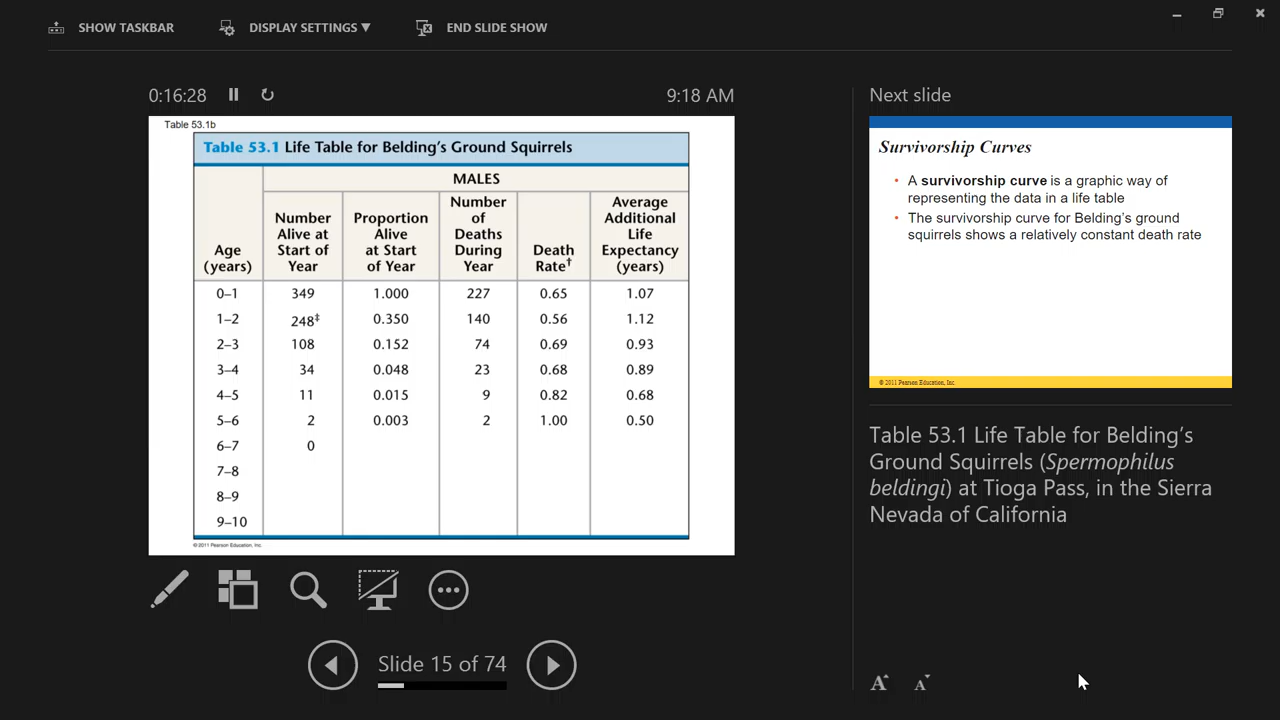 SHOW TASKBAR DISPLAY SETTINGS ▼ END SLIDE SHOW
0:16:28 9:18 AM
Table 53.1b
Table 53.1 Life Table for Belding's Ground Squirrels
MALES
Age (years) Number Alive at Start of Year Proportion Alive at Start of Year Number of Deaths During Year Death Rate† Average Additional Life Expectancy (years)
0–1 349 1.000 227 0.65 1.07
1–2 248‡ 0.350 140 0.56 1.12
2–3 108 0.152 74 0.69 0.93
3–4 34 0.048 23 0.68 0.89
4–5 11 0.015 9 0.82 0.68
5–6 2 0.003 2 1.00 0.50
6–7 0
7–8
8–9
9–10
© 2011 Pearson Education, Inc.
Slide 15 of 74
Next slide
Survivorship Curves
• A survivorship curve is a graphic way of
representing the data in a life table
• The survivorship curve for Belding's ground
squirrels shows a relatively constant death rate
© 2011 Pearson Education, Inc.
Table 53.1 Life Table for Belding's
Ground Squirrels (Spermophilus
beldingi) at Tioga Pass, in the Sierra
Nevada of California
A A